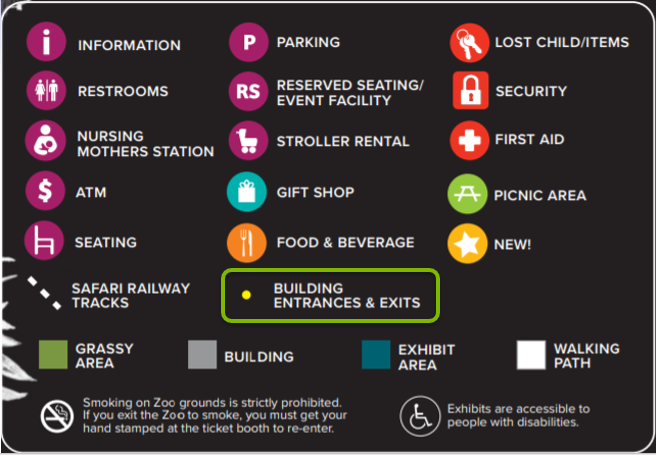 i INFORMATION
P PARKING
LOST CHILD/ITEMS
RESTROOMS
RS RESERVED SEATING/
EVENT FACILITY
SECURITY
NURSING
MOTHERS STATION
STROLLER RENTAL
FIRST AID
$ ATM
GIFT SHOP
PICNIC AREA
SEATING
FOOD & BEVERAGE
NEW!
SAFARI RAILWAY
TRACKS
BUILDING
ENTRANCES & EXITS
GRASSY
AREA
BUILDING
EXHIBIT
AREA
WALKING
PATH
Smoking on Zoo grounds is strictly prohibited.
If you exit the Zoo to smoke, you must get your
hand stamped at the ticket booth to re-enter.
Exhibits are accessible to
people with disabilities.